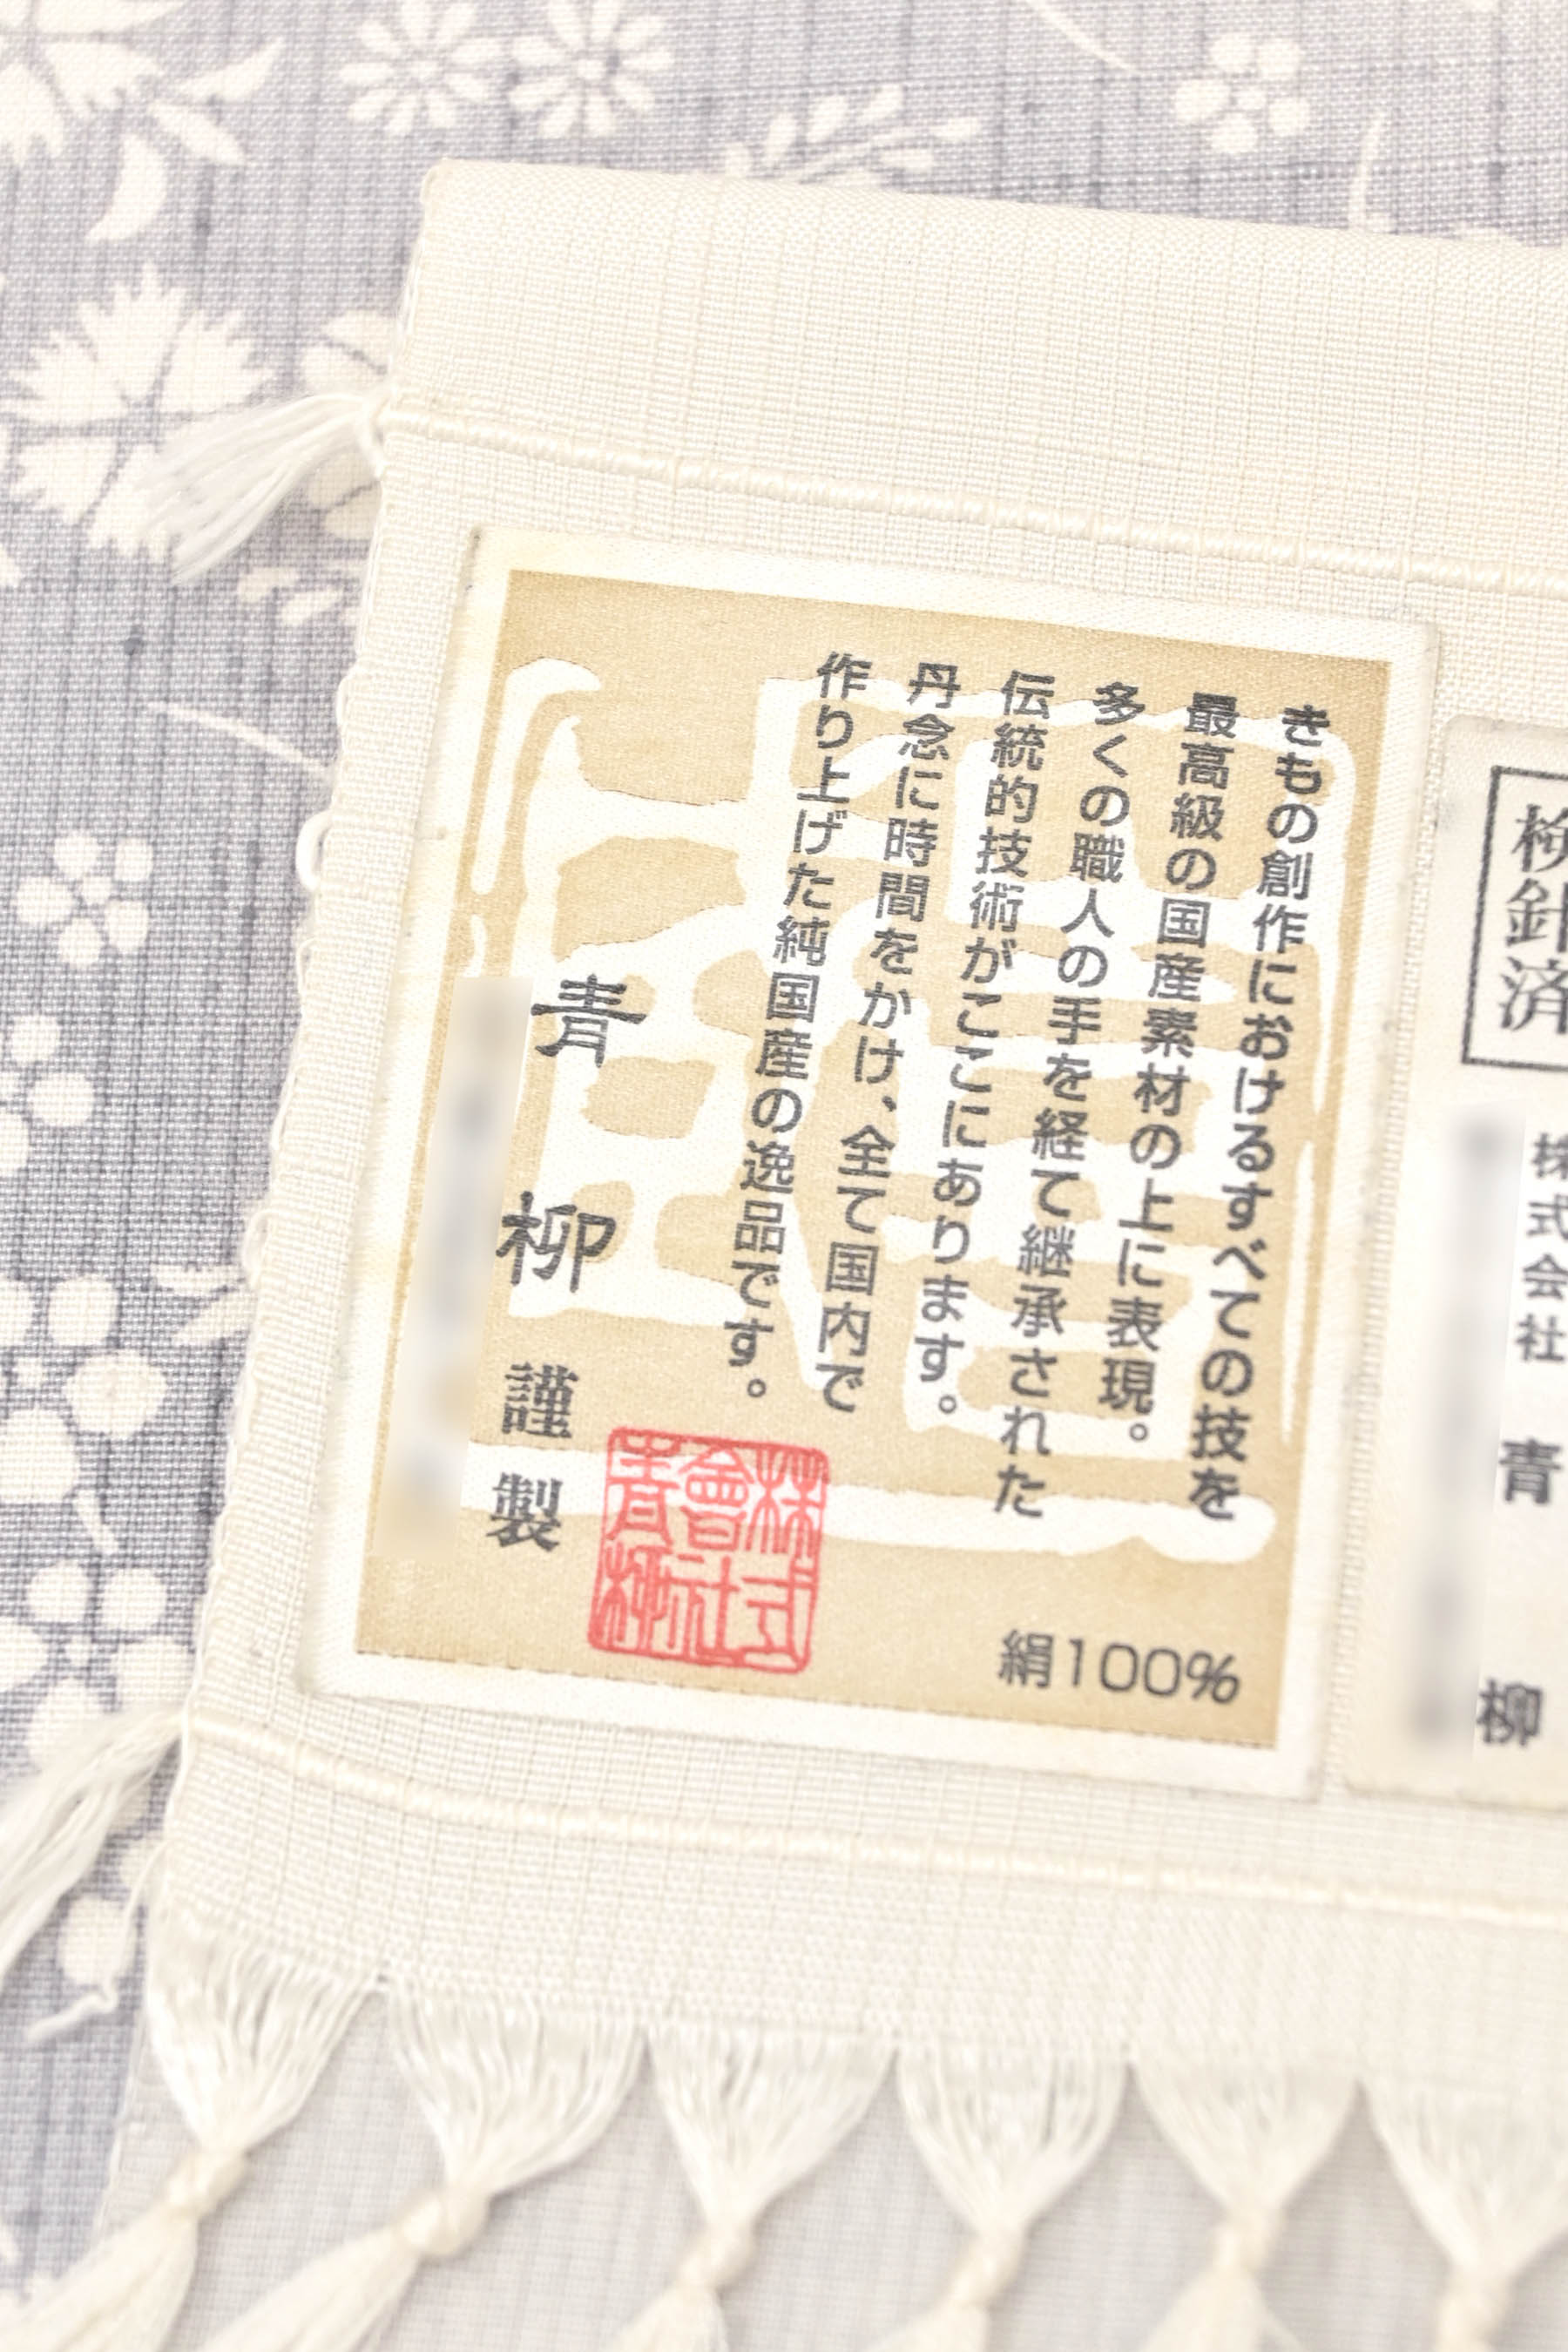 検針済
株式会社 青柳
きもの創作におけるすべての技を
最高級の国産素材の上に表現。
多くの職人の手を経て継承された
伝統的技術がここにあります。
丹念に時間をかけ、全て国内で
作り上げた純国産の逸品です。
絹100%
青柳謹製
株式會社青柳